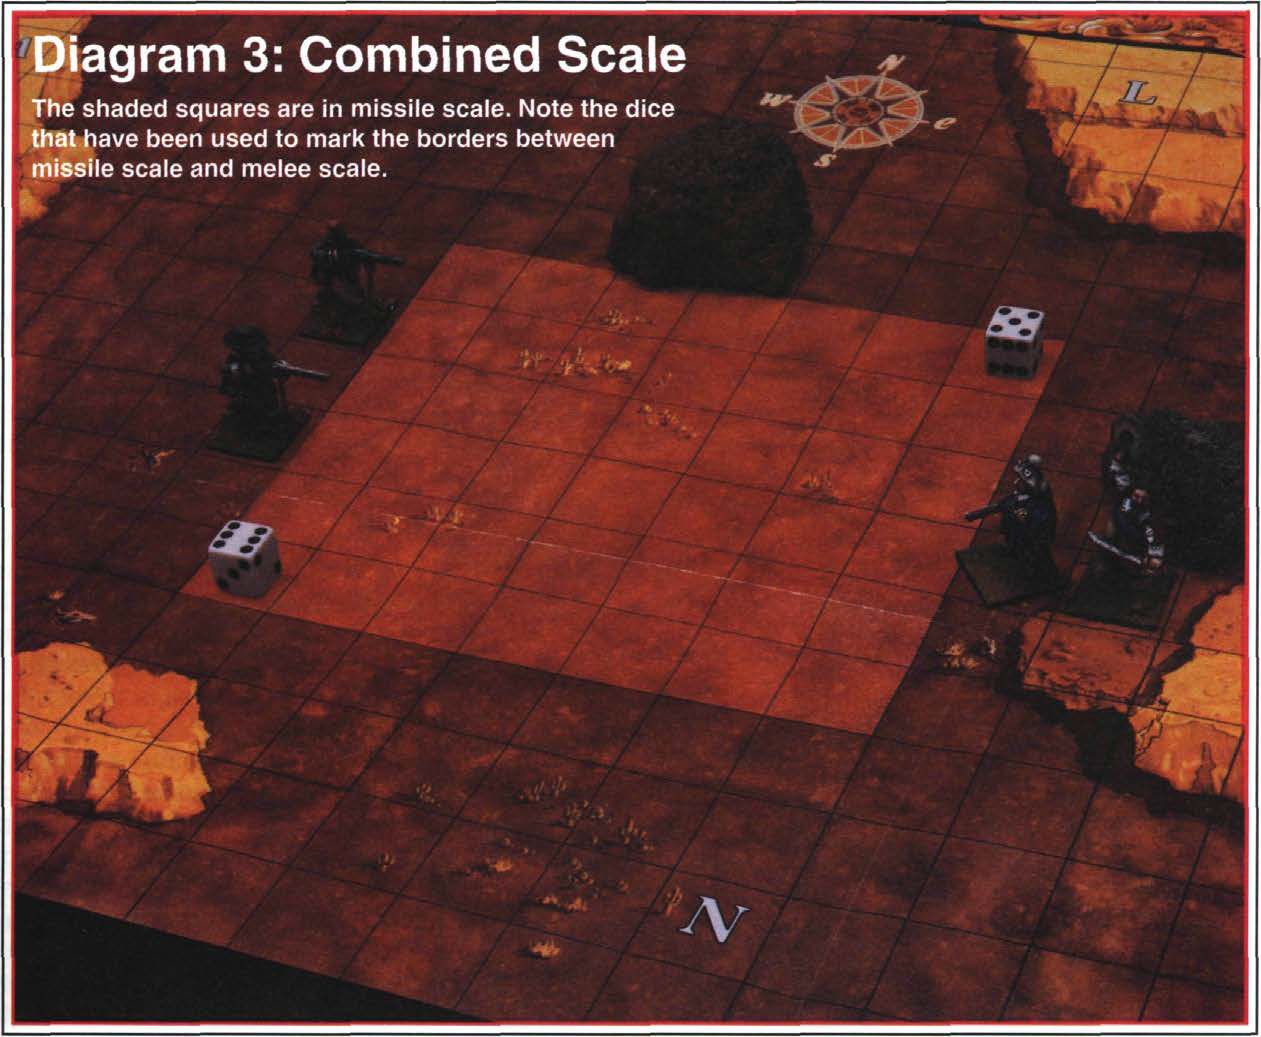 Diagram 3: Combined Scale
The shaded squares are in missile scale. Note the dice
that have been used to mark the borders between
missile scale and melee scale.
N
W
e
S
L
N